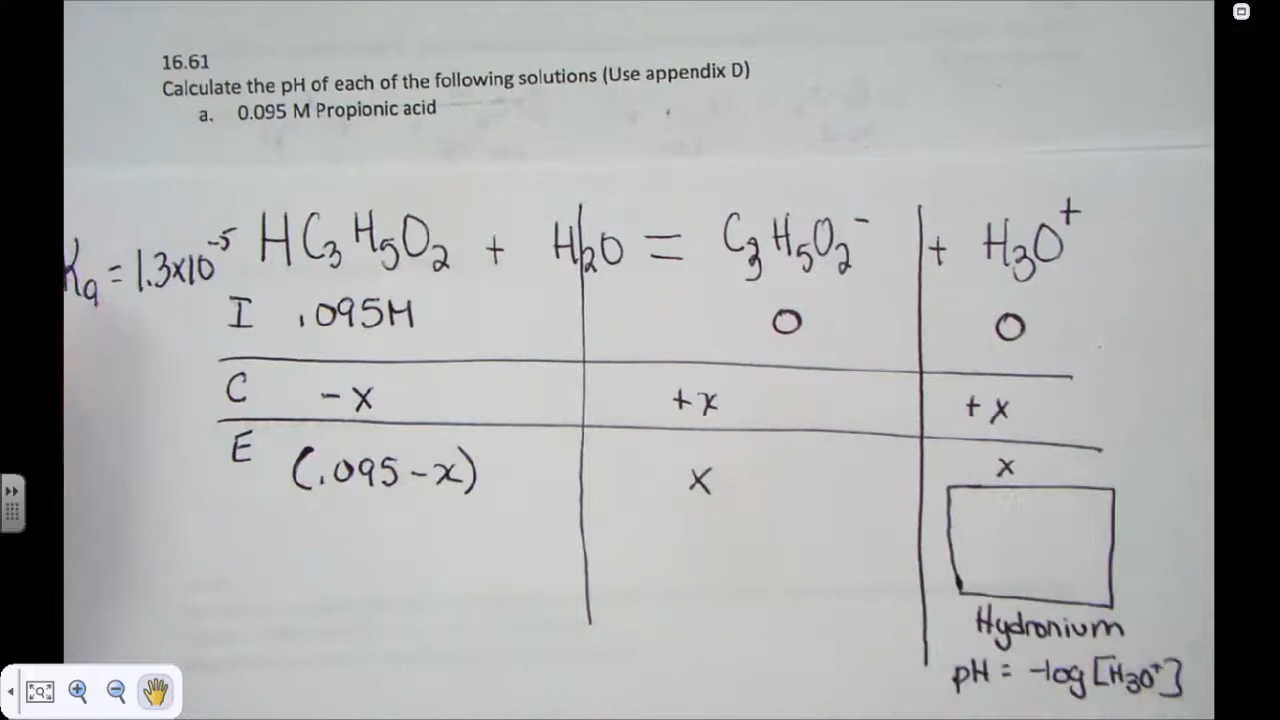 16.61
Calculate the pH of each of the following solutions (Use appendix D)
a. 0.095 M Propionic acid
Ka = 1.3x10⁻⁵ HC₃H₅O₂ + H₂O = C₃H₅O₂⁻ + H₃O⁺
I .095M 0 0
C -x +x +x
E (.095-x) x x
Hydronium
pH = -log[H₃O⁺]